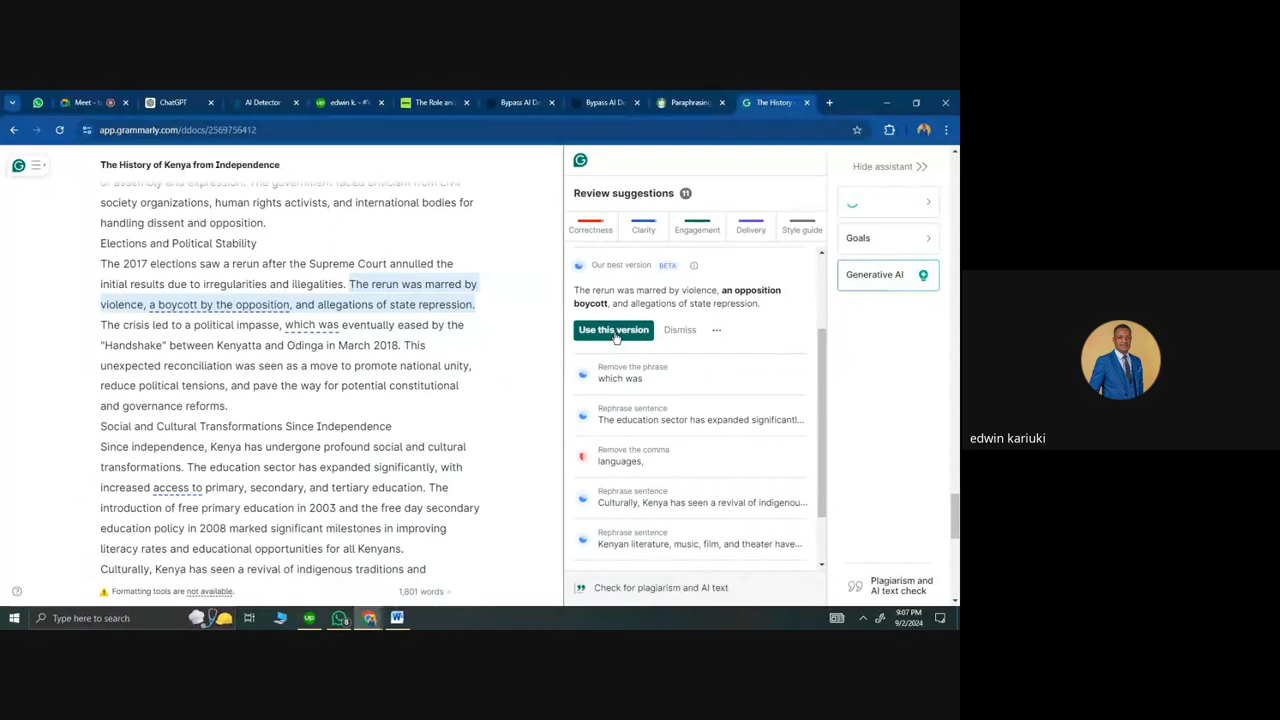 Meet -
ChatGPT
AI Detector
edwin k. -
The Role an
Bypass AI D
Bypass AI D
Paraphrasing
The History
app.grammarly.com/ddocs/2569756412
The History of Kenya from Independence
of assembly and expression. The government faced criticism from civil
society organizations, human rights activists, and international bodies for
handling dissent and opposition.
Elections and Political Stability
The 2017 elections saw a rerun after the Supreme Court annulled the
initial results due to irregularities and illegalities. The rerun was marred by
violence, a boycott by the opposition, and allegations of state repression.
The crisis led to a political impasse, which was eventually eased by the
"Handshake" between Kenyatta and Odinga in March 2018. This
unexpected reconciliation was seen as a move to promote national unity,
reduce political tensions, and pave the way for potential constitutional
and governance reforms.
Social and Cultural Transformations Since Independence
Since independence, Kenya has undergone profound social and cultural
transformations. The education sector has expanded significantly, with
increased access to primary, secondary, and tertiary education. The
introduction of free primary education in 2003 and the free day secondary
education policy in 2008 marked significant milestones in improving
literacy rates and educational opportunities for all Kenyans.
Culturally, Kenya has seen a revival of indigenous traditions and
Formatting tools are not available.
1,801 words
Review suggestions 11
Correctness
Clarity
Engagement
Delivery
Style guide
Our best version BETA
The rerun was marred by violence, an opposition
boycott, and allegations of state repression.
Use this version
Dismiss
Remove the phrase
which was
Rephrase sentence
The education sector has expanded significantl...
Remove the comma
languages,
Rephrase sentence
Culturally, Kenya has seen a revival of indigenou...
Rephrase sentence
Kenyan literature, music, film, and theater have...
Check for plagiarism and AI text
Hide assistant
Goals
Generative AI
Plagiarism and
AI text check
Type here to search
9:07 PM
9/2/2024
edwin kariuki